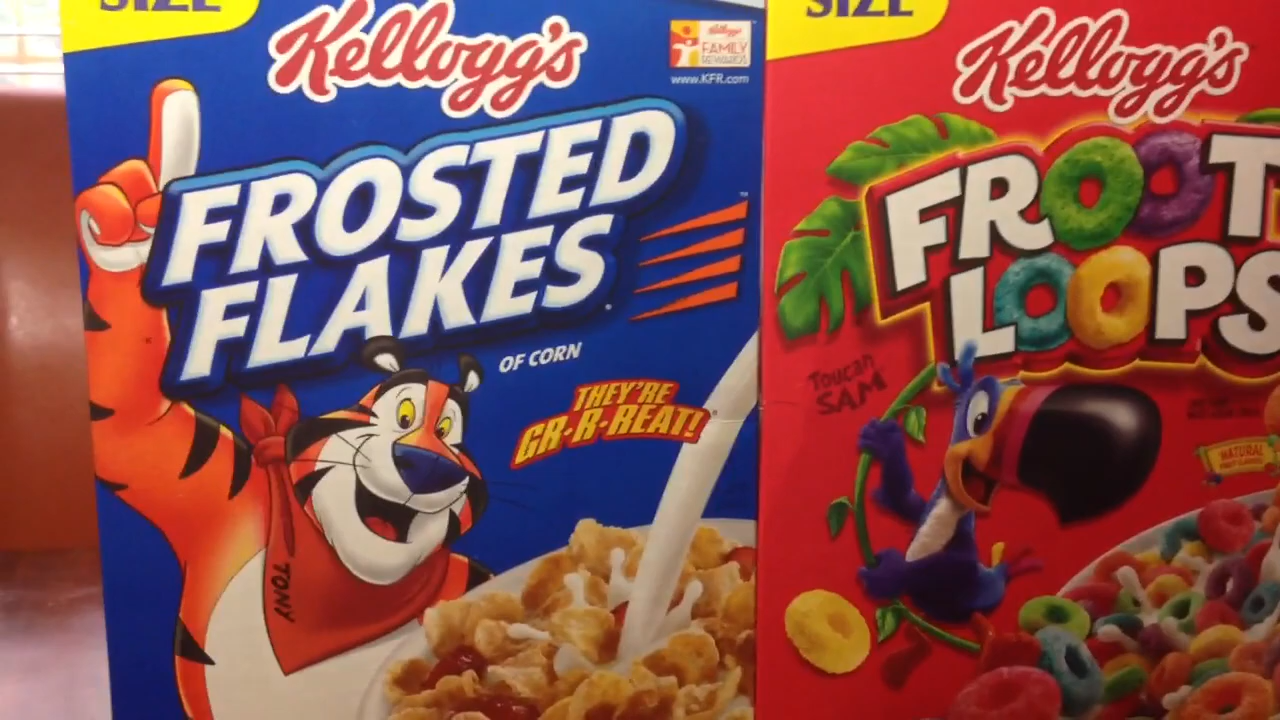 SIZE
Kellogg's
Kellogg's
FAMILY
REWARDS
www.KFR.com
FROSTED
FLAKES
OF CORN
THEY'RE
GR-R-REAT!
TONY
SIZE
Kellogg's
FROOT
LOOPS
Toucan
SAM
NATURAL